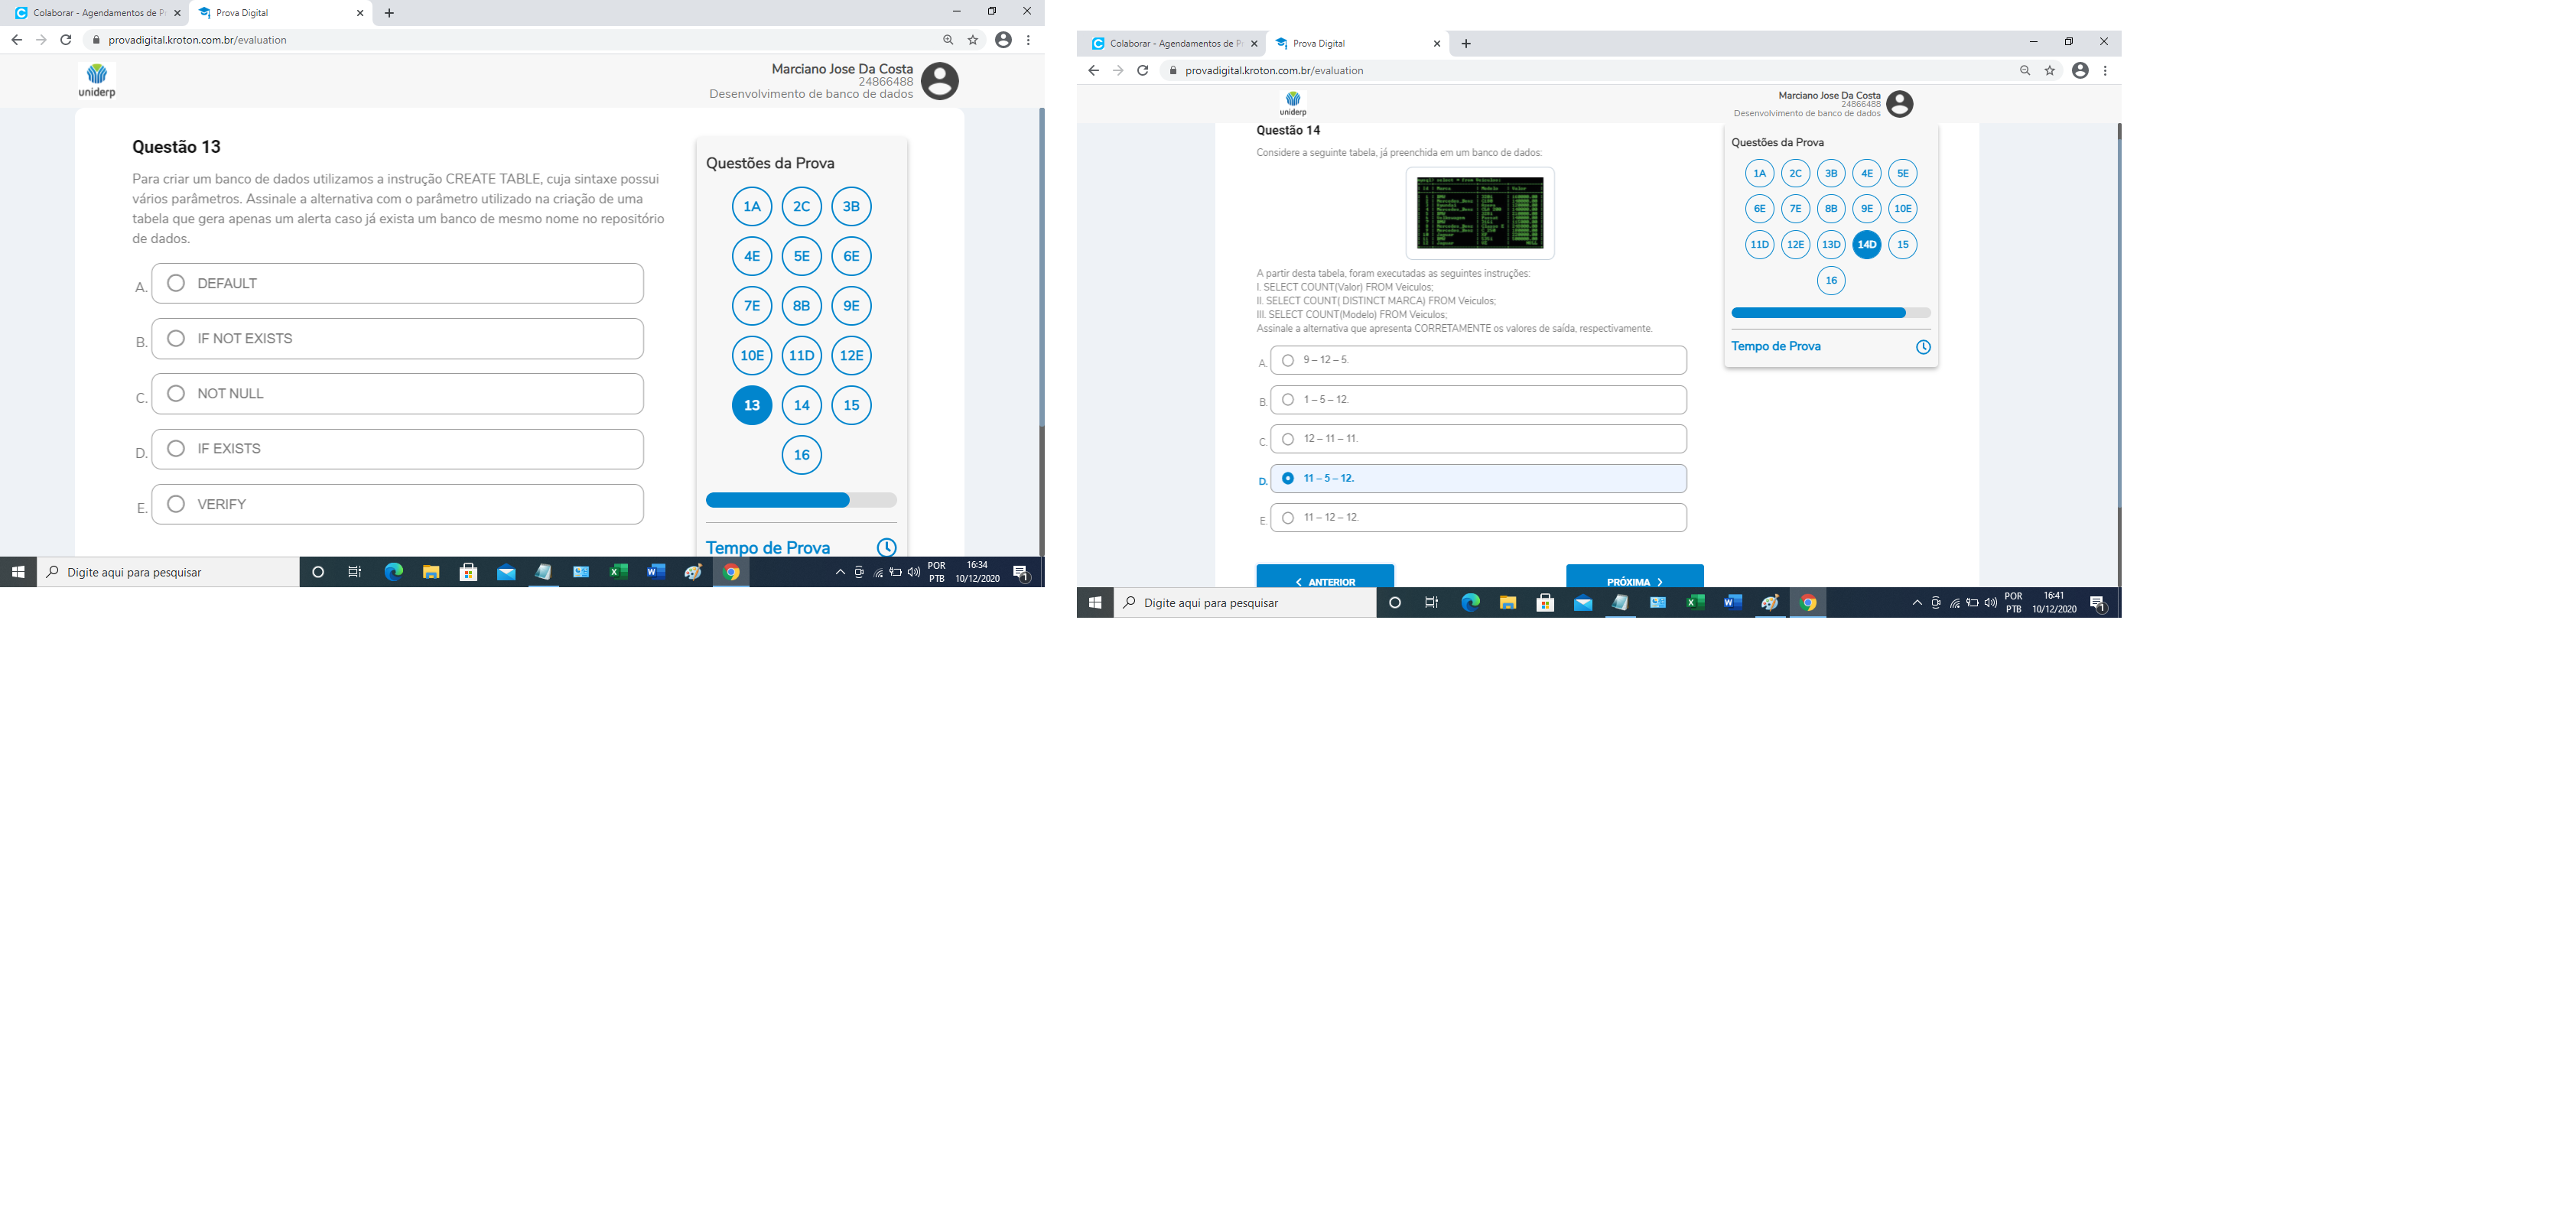 Colaborar - Agendamentos de Pr
Prova Digital
provadigital.kroton.com.br/evaluation
uniderp
Marciano Jose Da Costa
24866488
Desenvolvimento de banco de dados
Questão 13
Para criar um banco de dados utilizamos a instrução CREATE TABLE, cuja sintaxe possui
vários parâmetros. Assinale a alternativa com o parâmetro utilizado na criação de uma
tabela que gera apenas um alerta caso já exista um banco de mesmo nome no repositório
de dados.
A. DEFAULT
B. IF NOT EXISTS
C. NOT NULL
D. IF EXISTS
E. VERIFY
Questões da Prova
1A 2C 3B
4E 5E 6E
7E 8B 9E
10E 11D 12E
13 14 15
16
Tempo de Prova
Digite aqui para pesquisar
POR
PTB
16:34
10/12/2020
1
Colaborar - Agendamentos de Pr
Prova Digital
provadigital.kroton.com.br/evaluation
uniderp
Marciano Jose Da Costa
24866488
Desenvolvimento de banco de dados
Questão 14
Considere a seguinte tabela, já preenchida em um banco de dados:
A partir desta tabela, foram executadas as seguintes instruções:
I. SELECT COUNT(Valor) FROM Veiculos;
II. SELECT COUNT( DISTINCT MARCA) FROM Veiculos;
III. SELECT COUNT(Modelo) FROM Veiculos;
Assinale a alternativa que apresenta CORRETAMENTE os valores de saída, respectivamente.
A. 9 – 12 – 5.
B. 1 – 5 – 12.
C. 12 – 11 – 11.
D. 11 – 5 – 12.
E. 11 – 12 – 12.
ANTERIOR
PRÓXIMA
Questões da Prova
1A 2C 3B 4E 5E
6E 7E 8B 9E 10E
11D 12E 13D 14D 15
16
Tempo de Prova
Digite aqui para pesquisar
POR
PTB
16:41
10/12/2020
1